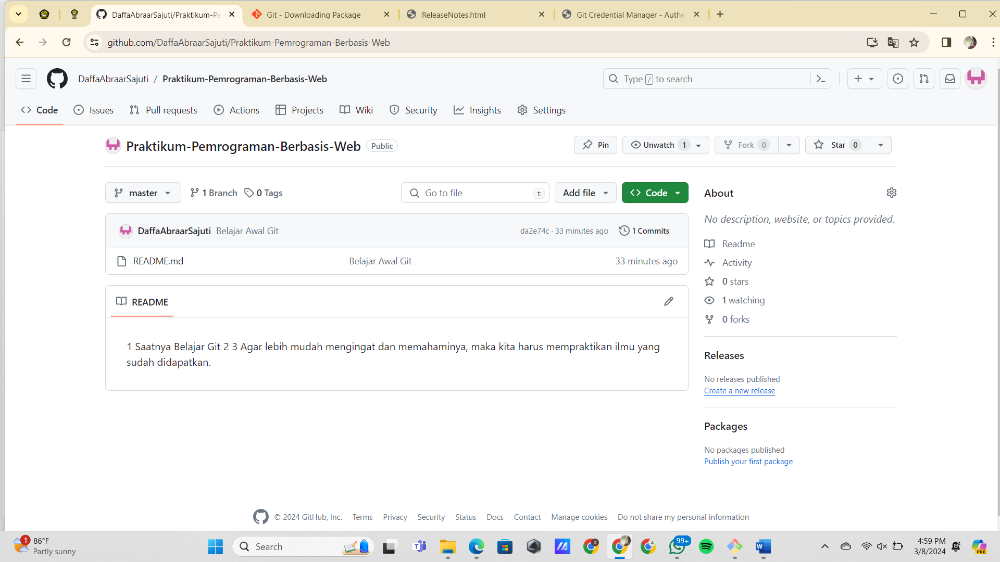 DaffaAbraarSajuti/Praktikum-Pe
Git - Downloading Package
ReleaseNotes.html
Git Credential Manager - Authe
github.com/DaffaAbraarSajuti/Praktikum-Pemrograman-Berbasis-Web
DaffaAbraarSajuti / Praktikum-Pemrograman-Berbasis-Web
Type / to search
Code
Issues
Pull requests
Actions
Projects
Wiki
Security
Insights
Settings
Praktikum-Pemrograman-Berbasis-Web
Public
Pin
Unwatch 1
Fork 0
Star 0
master
1 Branch
0 Tags
Go to file
t
Add file
Code
DaffaAbraarSajuti Belajar Awal Git
da2e74c · 33 minutes ago
1 Commits
README.md
Belajar Awal Git
33 minutes ago
README
1 Saatnya Belajar Git 2 3 Agar lebih mudah mengingat dan memahaminya, maka kita harus mempraktikan ilmu yang
sudah didapatkan.
About
No description, website, or topics provided.
Readme
Activity
0 stars
1 watching
0 forks
Releases
No releases published
Create a new release
Packages
No packages published
Publish your first package
© 2024 GitHub, Inc.
Terms
Privacy
Security
Status
Docs
Contact
Manage cookies
Do not share my personal information
1
86°F
Partly sunny
Search
D
99+
4:59 PM
3/8/2024
PRE